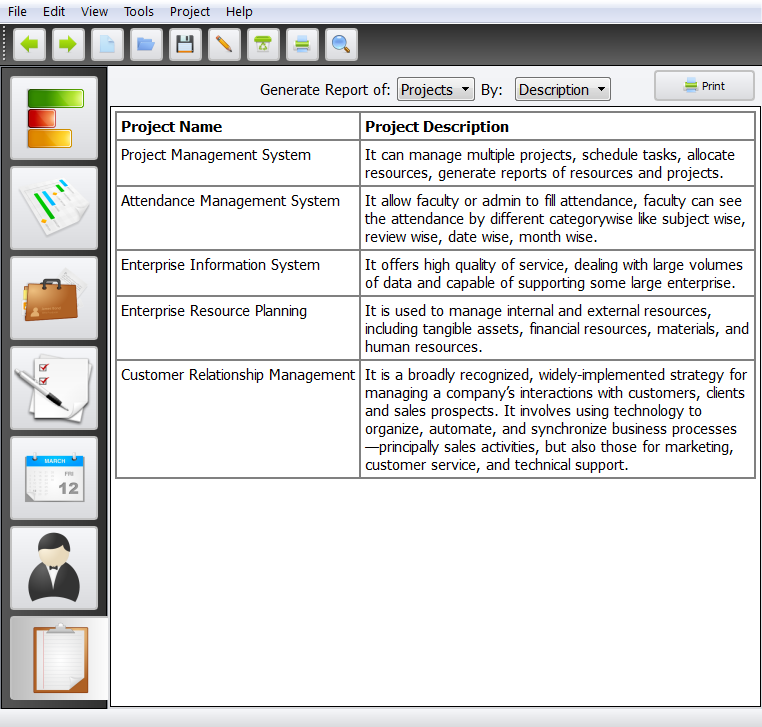 File Edit View Tools Project Help
Generate Report of: Projects By: Description Print
Project Name Project Description
Project Management System It can manage multiple projects, schedule tasks, allocate
resources, generate reports of resources and projects.
Attendance Management System It allow faculty or admin to fill attendance, faculty can see
the attendance by different categorywise like subject wise,
review wise, date wise, month wise.
Enterprise Information System It offers high quality of service, dealing with large volumes
of data and capable of supporting some large enterprise.
Enterprise Resource Planning It is used to manage internal and external resources,
including tangible assets, financial resources, materials, and
human resources.
Customer Relationship Management It is a broadly recognized, widely-implemented strategy for
managing a company’s interactions with customers, clients
and sales prospects. It involves using technology to
organize, automate, and synchronize business processes
—principally sales activities, but also those for marketing,
customer service, and technical support.
MARCH
FRI
12